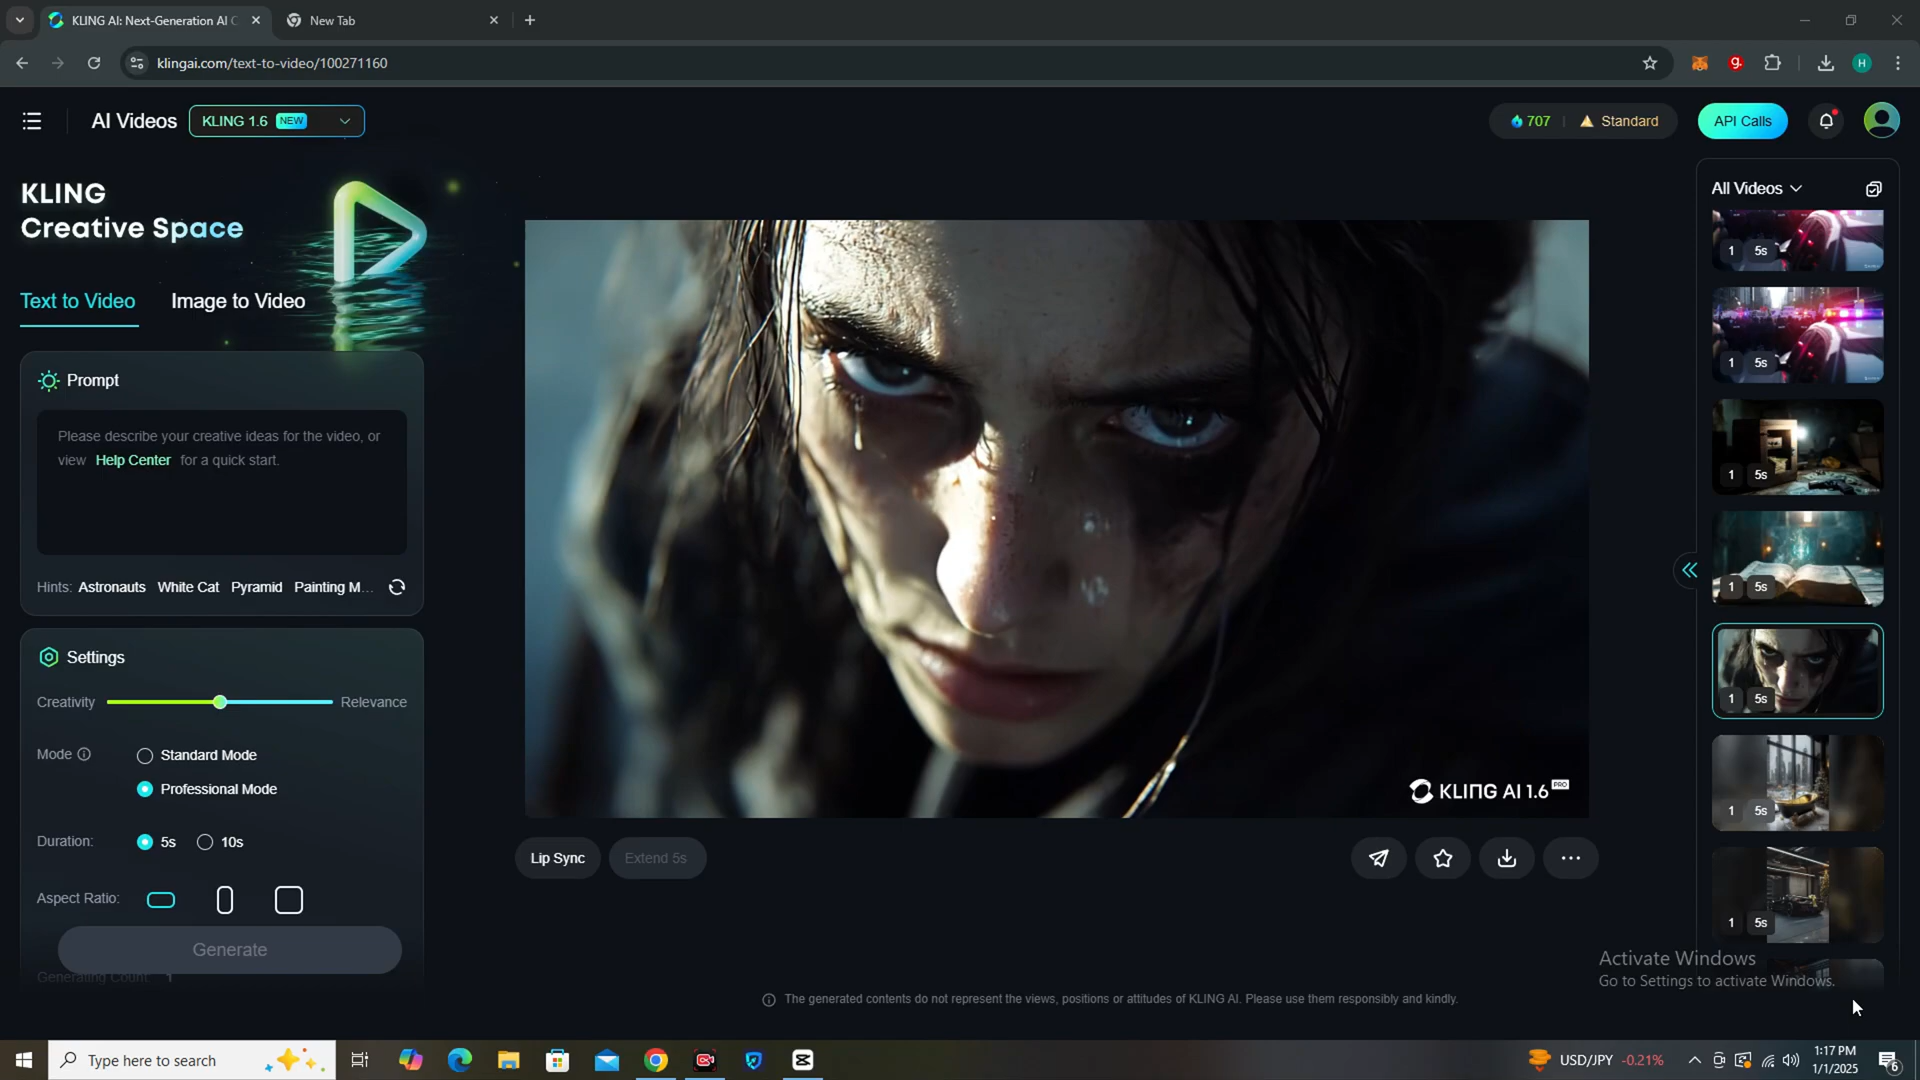 KLING AI: Next-Generation AI C
New Tab
klingai.com/text-to-video/100271160
g.
H
AI Videos
KLING 1.6 NEW
707
Standard
API Calls
KLING
Creative Space
Text to Video
Image to Video
Prompt
Please describe your creative ideas for the video, or
view Help Center for a quick start.
Hints: Astronauts White Cat Pyramid Painting M...
Settings
Creativity
Relevance
Mode
Standard Mode
Professional Mode
Duration:
5s
10s
Aspect Ratio:
Generate
Generating Count: 1
KLING AI 1.6 PRO
Lip Sync
Extend 5s
The generated contents do not represent the views, positions or attitudes of KLING AI. Please use them responsibly and kindly.
All Videos
1 5s
1 5s
1 5s
1 5s
1 5s
1 5s
1 5s
Activate Windows
Go to Settings to activate Windows.
Type here to search
USD/JPY -0.21%
1:17 PM
1/1/2025
6